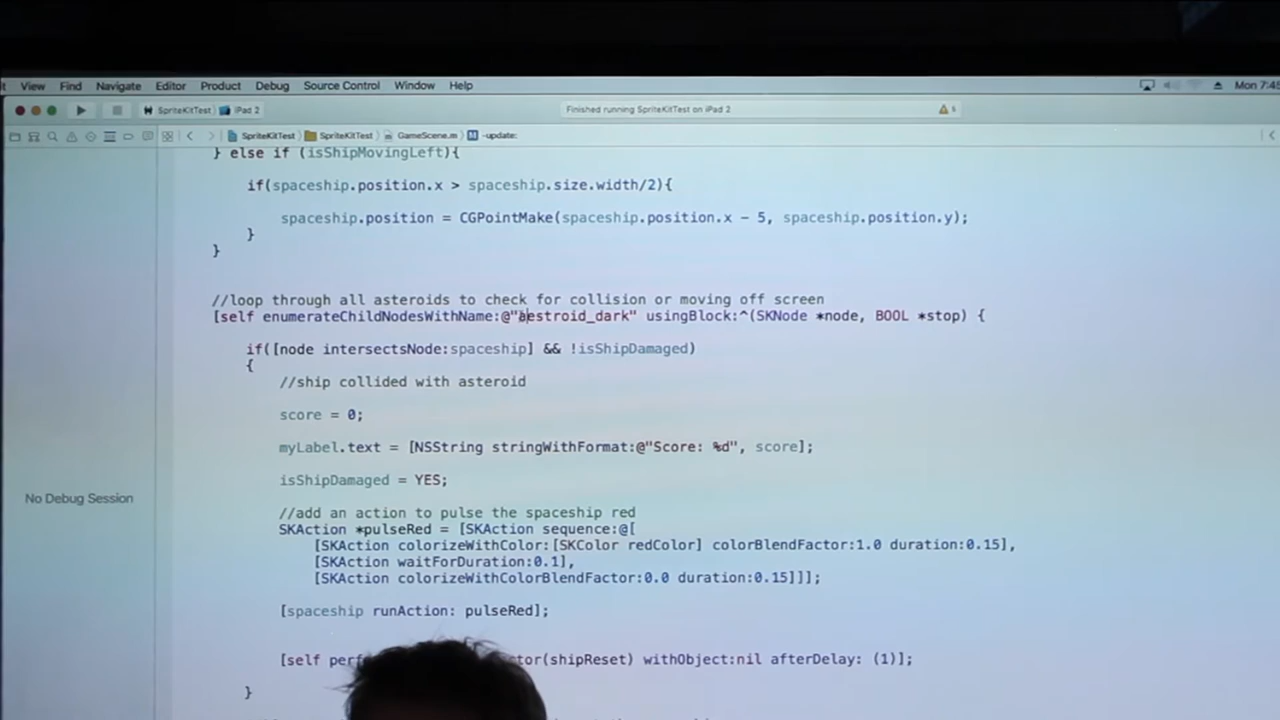 View Find Navigate Editor Product Debug Source Control Window Help Mon 7:45
SpriteKitTest iPad 2 Finished running SpriteKitTest on iPad 2
SpriteKitTest SpriteKitTest GameScene.m M -update:
} else if (isShipMovingLeft){
if(spaceship.position.x > spaceship.size.width/2){
spaceship.position = CGPointMake(spaceship.position.x - 5, spaceship.position.y);
}
}
//loop through all asteroids to check for collision or moving off screen
[self enumerateChildNodesWithName:@"aestroid_dark" usingBlock:^(SKNode *node, BOOL *stop) {
if([node intersectsNode:spaceship] && !isShipDamaged)
{
//ship collided with asteroid
score = 0;
myLabel.text = [NSString stringWithFormat:@"Score: %d", score];
isShipDamaged = YES;
No Debug Session
//add an action to pulse the spaceship red
SKAction *pulseRed = [SKAction sequence:@[
[SKAction colorizeWithColor:[SKColor redColor] colorBlendFactor:1.0 duration:0.15],
[SKAction waitForDuration:0.1],
[SKAction colorizeWithColorBlendFactor:0.0 duration:0.15]]];
[spaceship runAction: pulseRed];
[self (shipReset) withObject:nil afterDelay: (1)];
}